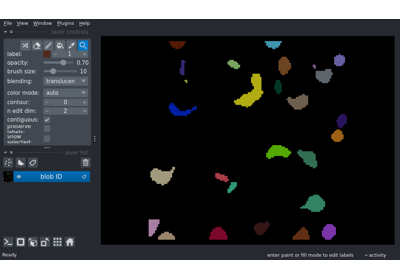 File View Window Plugins Help
layer controls
label: 1
opacity: 0.70
brush size: 10
blending: translucen
color mode: auto
contour: 0
n edit dim: 2
contiguous:
preserve labels:
show selected:
layer list
blob ID
Ready enter paint or fill mode to edit labels activity